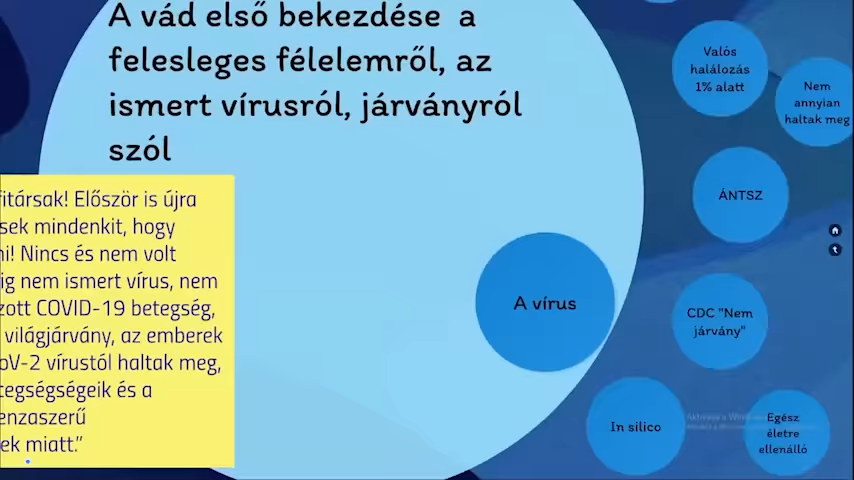 A vád első bekezdése a
felesleges félelemről, az
ismert vírusról, járványról
szól
fitársak! Először is újra
sek mindenkit, hogy
ni! Nincs és nem volt
ig nem ismert vírus, nem
zott COVID-19 betegség,
világjárvány, az emberek
oV-2 vírustól haltak meg,
tegségségeik és a
enzaszerű
ek miatt.”
A vírus
Valós
halálozás
1% alatt
Nem
annyian
haltak meg
ÁNTSZ
CDC "Nem
járvány"
In silico
Egész
életre
ellenálló